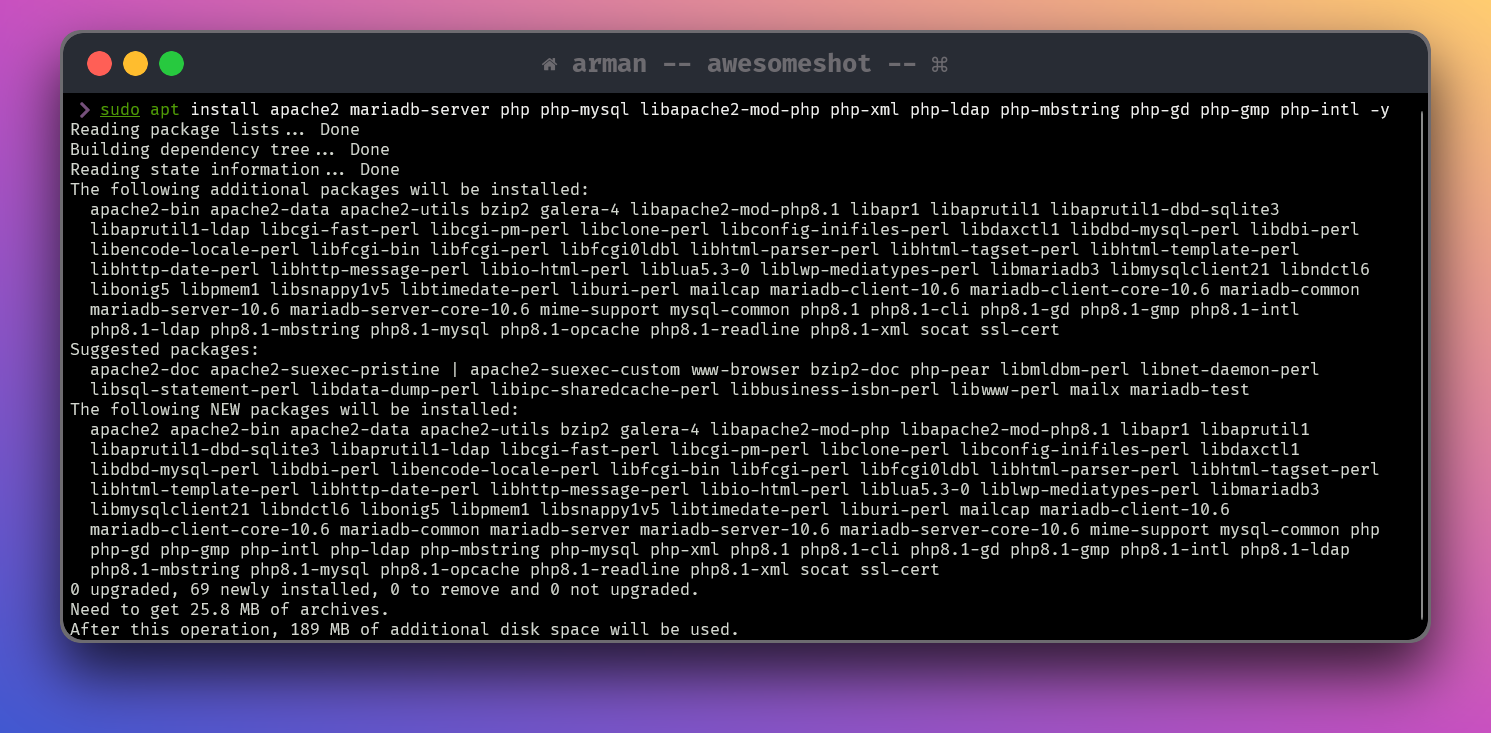 arman -- awesomeshot -- ⌘
❯ sudo apt install apache2 mariadb-server php php-mysql libapache2-mod-php php-xml php-ldap php-mbstring php-gd php-gmp php-intl -y
Reading package lists... Done
Building dependency tree... Done
Reading state information... Done
The following additional packages will be installed:
  apache2-bin apache2-data apache2-utils bzip2 galera-4 libapache2-mod-php8.1 libapr1 libaprutil1 libaprutil1-dbd-sqlite3
  libaprutil1-ldap libcgi-fast-perl libcgi-pm-perl libclone-perl libconfig-inifiles-perl libdaxctl1 libdbd-mysql-perl libdbi-perl
  libencode-locale-perl libfcgi-bin libfcgi-perl libfcgi0ldbl libhtml-parser-perl libhtml-tagset-perl libhtml-template-perl
  libhttp-date-perl libhttp-message-perl libio-html-perl liblua5.3-0 liblwp-mediatypes-perl libmariadb3 libmysqlclient21 libndctl6
  libonig5 libpmem1 libsnappy1v5 libtimedate-perl liburi-perl mailcap mariadb-client-10.6 mariadb-client-core-10.6 mariadb-common
  mariadb-server-10.6 mariadb-server-core-10.6 mime-support mysql-common php8.1 php8.1-cli php8.1-gd php8.1-gmp php8.1-intl
  php8.1-ldap php8.1-mbstring php8.1-mysql php8.1-opcache php8.1-readline php8.1-xml socat ssl-cert
Suggested packages:
  apache2-doc apache2-suexec-pristine | apache2-suexec-custom www-browser bzip2-doc php-pear libmldbm-perl libnet-daemon-perl
  libsql-statement-perl libdata-dump-perl libipc-sharedcache-perl libbusiness-isbn-perl libwww-perl mailx mariadb-test
The following NEW packages will be installed:
  apache2 apache2-bin apache2-data apache2-utils bzip2 galera-4 libapache2-mod-php libapache2-mod-php8.1 libapr1 libaprutil1
  libaprutil1-dbd-sqlite3 libaprutil1-ldap libcgi-fast-perl libcgi-pm-perl libclone-perl libconfig-inifiles-perl libdaxctl1
  libdbd-mysql-perl libdbi-perl libencode-locale-perl libfcgi-bin libfcgi-perl libfcgi0ldbl libhtml-parser-perl libhtml-tagset-perl
  libhtml-template-perl libhttp-date-perl libhttp-message-perl libio-html-perl liblua5.3-0 liblwp-mediatypes-perl libmariadb3
  libmysqlclient21 libndctl6 libonig5 libpmem1 libsnappy1v5 libtimedate-perl liburi-perl mailcap mariadb-client-10.6
  mariadb-client-core-10.6 mariadb-common mariadb-server mariadb-server-10.6 mariadb-server-core-10.6 mime-support mysql-common php
  php-gd php-gmp php-intl php-ldap php-mbstring php-mysql php-xml php8.1 php8.1-cli php8.1-gd php8.1-gmp php8.1-intl php8.1-ldap
  php8.1-mbstring php8.1-mysql php8.1-opcache php8.1-readline php8.1-xml socat ssl-cert
0 upgraded, 69 newly installed, 0 to remove and 0 not upgraded.
Need to get 25.8 MB of archives.
After this operation, 189 MB of additional disk space will be used.